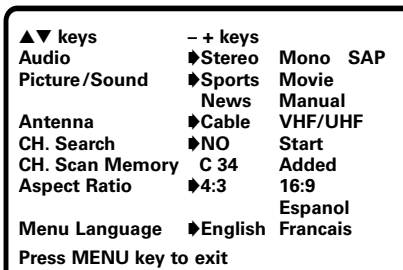 ▲▼ keys – + keys
Audio ➧Stereo Mono SAP
Picture/Sound ➧Sports Movie
News Manual
Antenna ➧Cable VHF/UHF
CH. Search ➧NO Start
CH. Scan Memory C 34 Added
Aspect Ratio ➧4:3 16:9
Espanol
Menu Language ➧English Francais
Press MENU key to exit